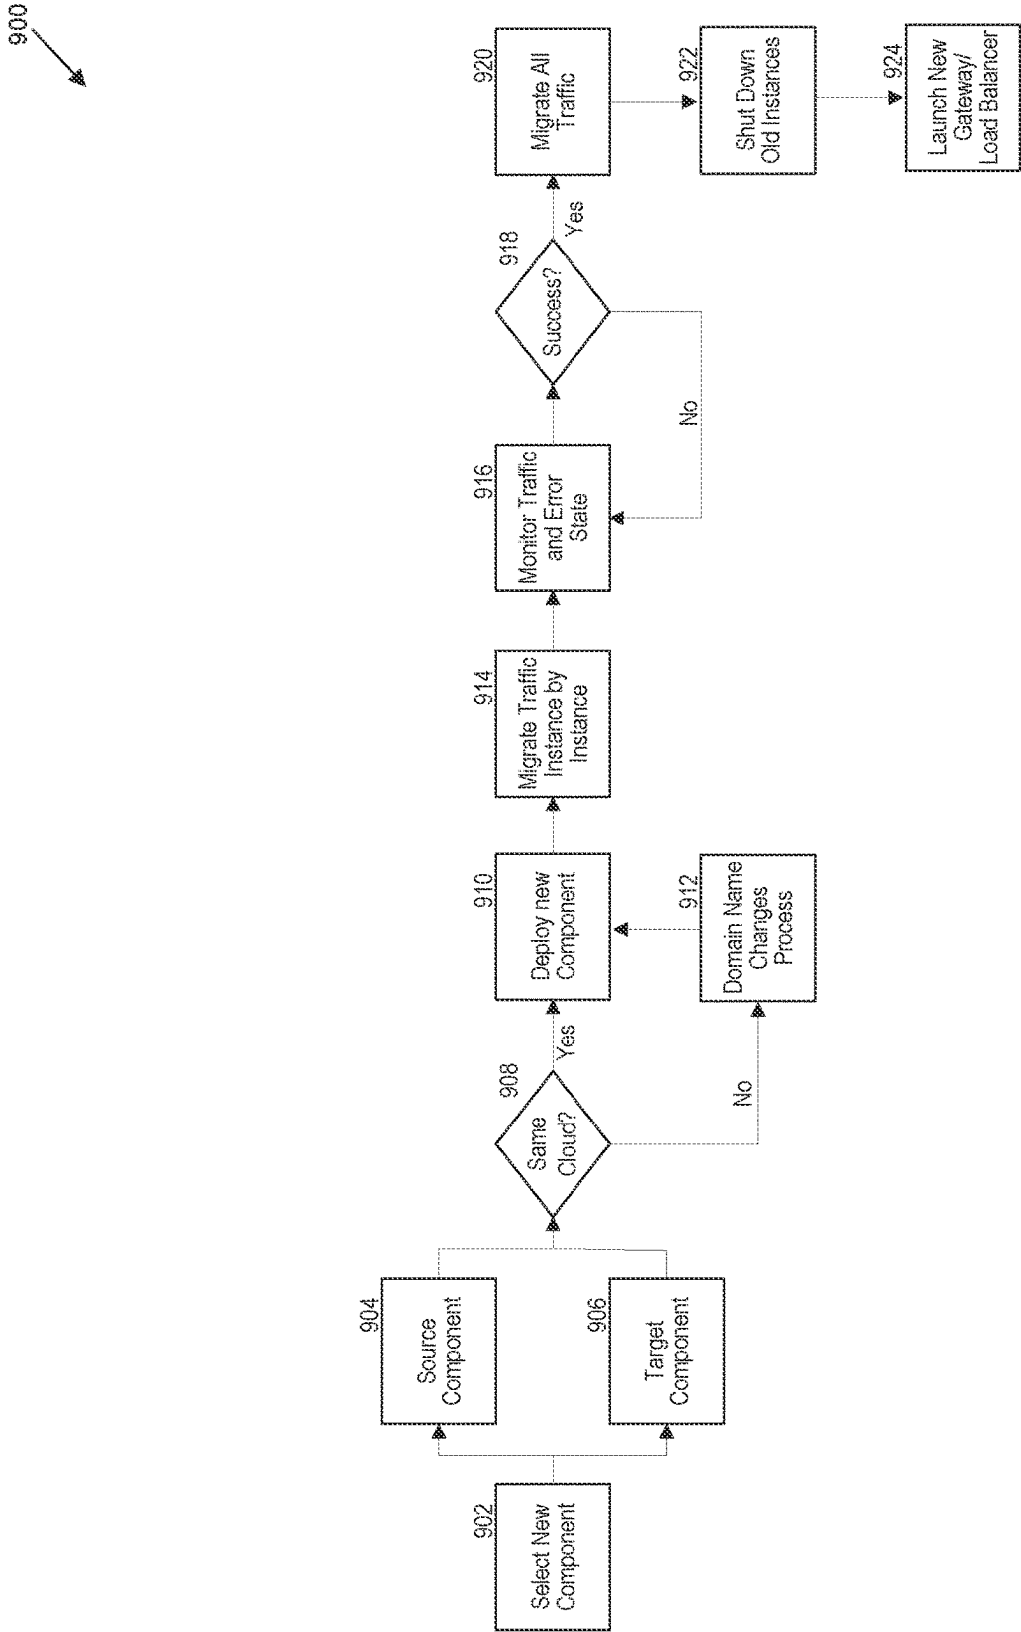 900
902
Select New
Component
904
Source
Component
906
Target
Component
908
Same
Cloud?
Yes
No
910
Deploy new
Component
912
Domain Name
Changes
Process
914
Migrate Traffic
Instance by
Instance
916
Monitor Traffic
and Error
State
918
Success?
Yes
No
920
Migrate All
Traffic
922
Shut Down
Old Instances
924
Launch New
Gateway/
Load Balancer